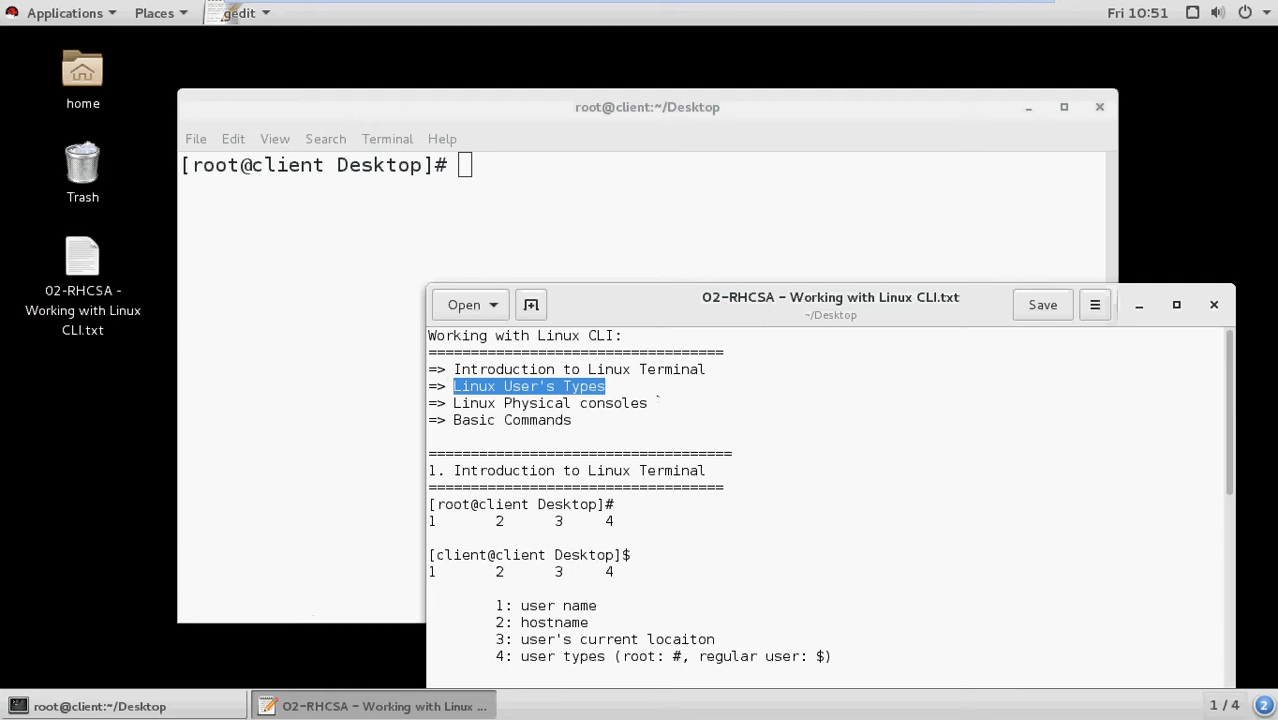 Applications Places gedit Fri 10:51
home
Trash
02-RHCSA -
Working with Linux
CLI.txt
root@client:~/Desktop
File Edit View Search Terminal Help
[root@client Desktop]#
Open 02-RHCSA - Working with Linux CLI.txt Save
~/Desktop
Working with Linux CLI:
===================================
=> Introduction to Linux Terminal
=> Linux User's Types
=> Linux Physical consoles `
=> Basic Commands
====================================
1. Introduction to Linux Terminal
===================================
[root@client Desktop]#
1 2 3 4
[client@client Desktop]$
1 2 3 4
1: user name
2: hostname
3: user's current locaiton
4: user types (root: #, regular user: $)
root@client:~/Desktop 02-RHCSA - Working with Linux ... 1 / 4 2